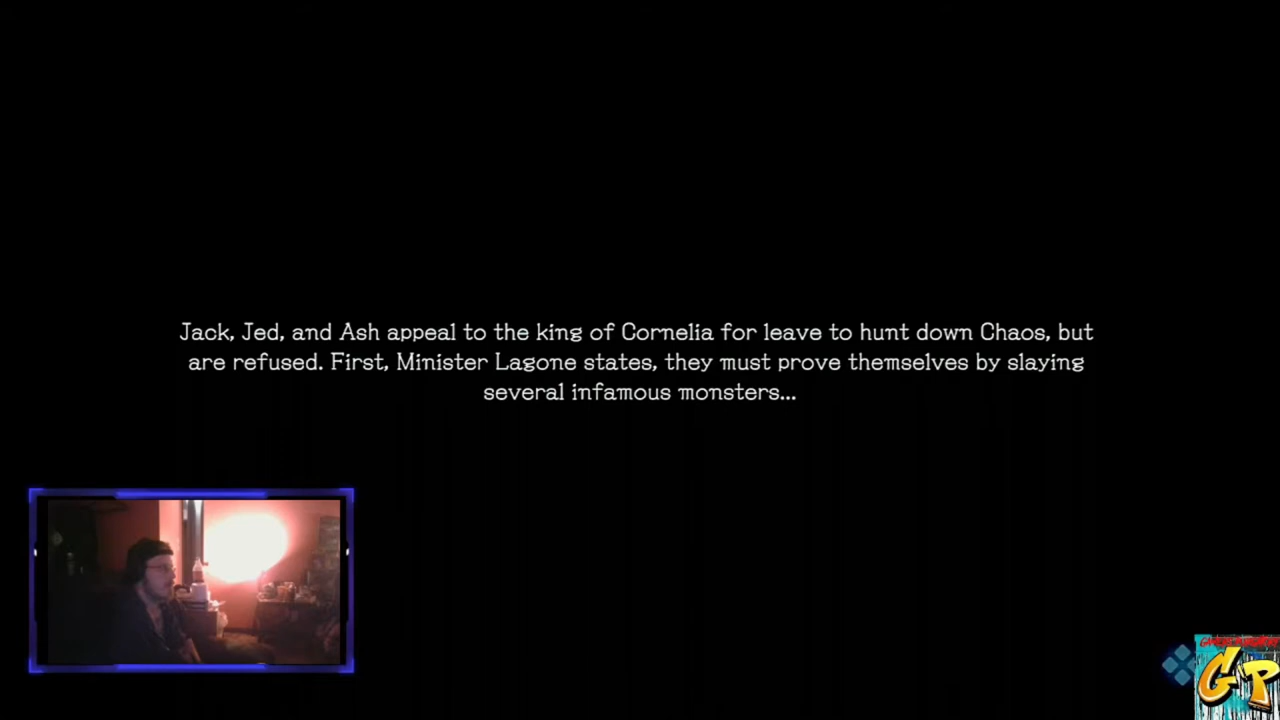 Jack, Jed, and Ash appeal to the king of Cornelia for leave to hunt down Chaos, but
are refused. First, Minister Lagone states, they must prove themselves by slaying
several infamous monsters...
GP